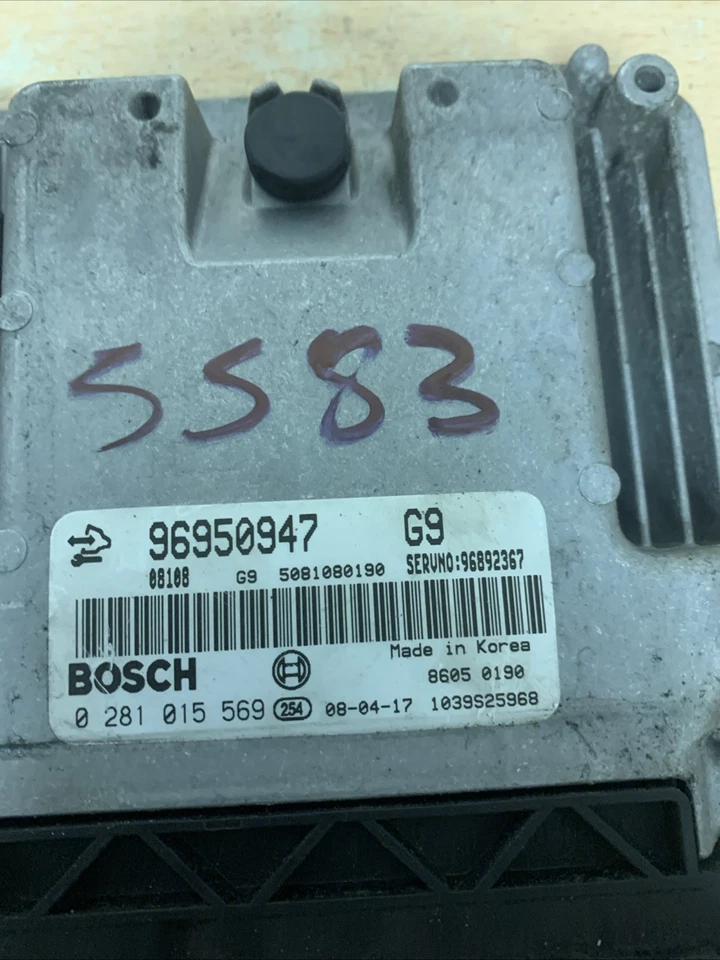 5583
96950947 G9
08108 G9 5081080190 SERVNO:96892367
Made in Korea
BOSCH 8605 0190
0 281 015 569 254 08-04-17 1039S25968